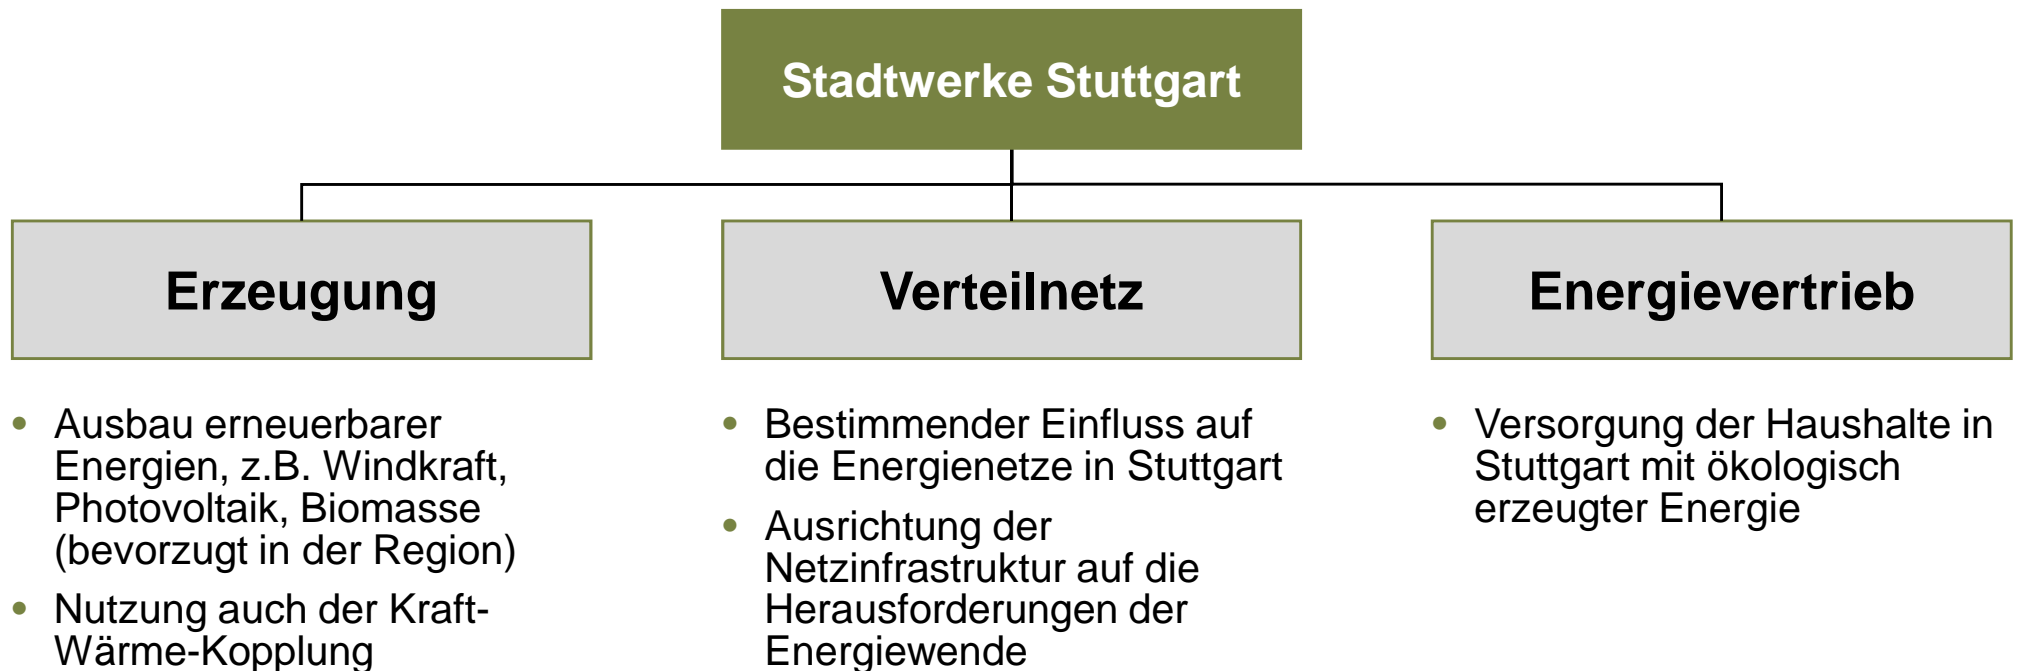 Stadtwerke Stuttgart
Erzeugung
• Ausbau erneuerbarer
Energien, z.B. Windkraft,
Photovoltaik, Biomasse
(bevorzugt in der Region)
• Nutzung auch der Kraft-
Wärme-Kopplung
Verteilnetz
• Bestimmender Einfluss auf
die Energienetze in Stuttgart
• Ausrichtung der
Netzinfrastruktur auf die
Herausforderungen der
Energiewende
Energievertrieb
• Versorgung der Haushalte in
Stuttgart mit ökologisch
erzeugter Energie